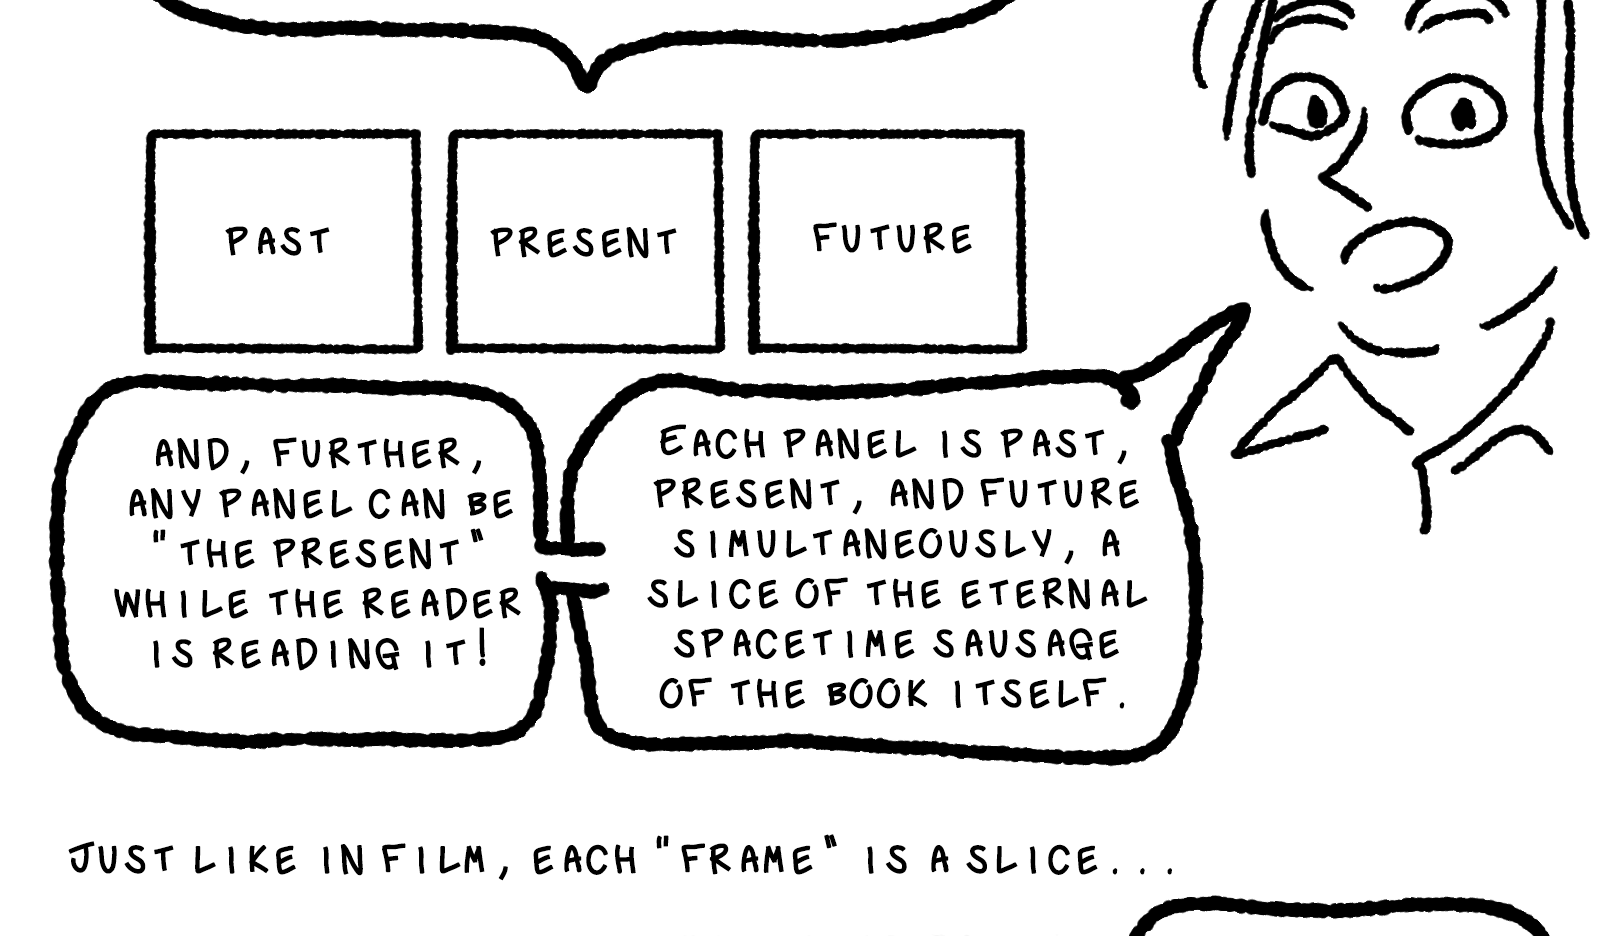 PAST
PRESENT
FUTURE
AND, FURTHER,
ANY PANEL CAN BE
"THE PRESENT"
WHILE THE READER
IS READING IT!
EACH PANEL IS PAST,
PRESENT, AND FUTURE
SIMULTANEOUSLY, A
SLICE OF THE ETERNAL
SPACETIME SAUSAGE
OF THE BOOK ITSELF.
JUST LIKE IN FILM, EACH "FRAME" IS A SLICE...